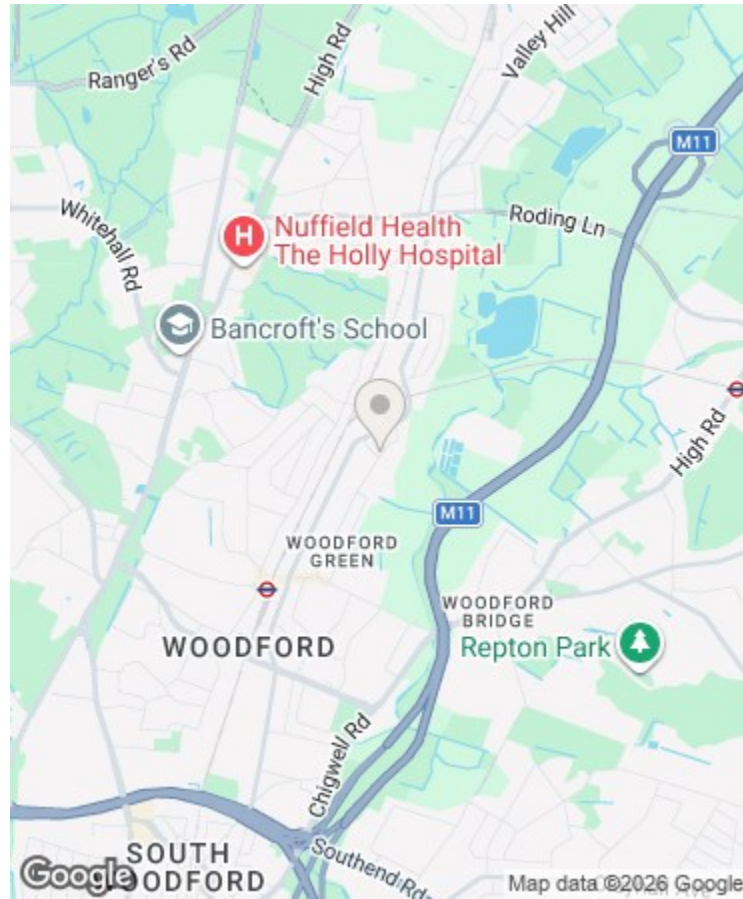 Ranger's Rd
High Rd
Valley Hill
M11
Whitehall Rd
H
Nuffield Health
The Holly Hospital
Roding Ln
Bancroft's School
High Rd
M11
WOODFORD
GREEN
WOODFORD
BRIDGE
WOODFORD
Repton Park
Chigwell Rd
SOUTH
WOODFORD
Southend Rd
Google
Map data ©2026 Google